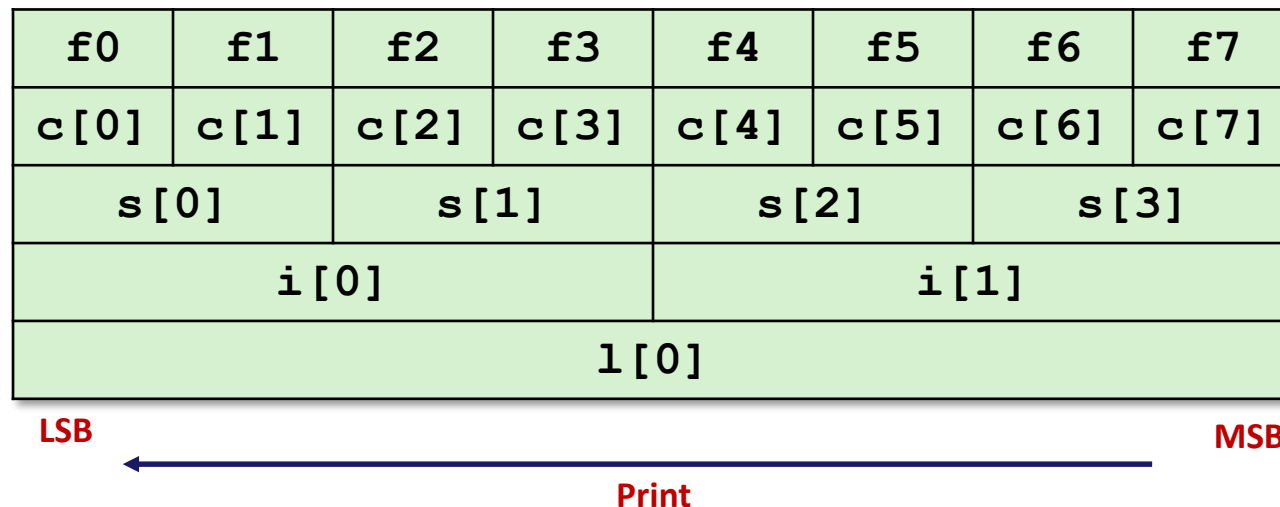 f0 f1 f2 f3 f4 f5 f6 f7
c[0] c[1] c[2] c[3] c[4] c[5] c[6] c[7]
s[0] s[1] s[2] s[3]
i[0] i[1]
l[0]
LSB MSB
Print